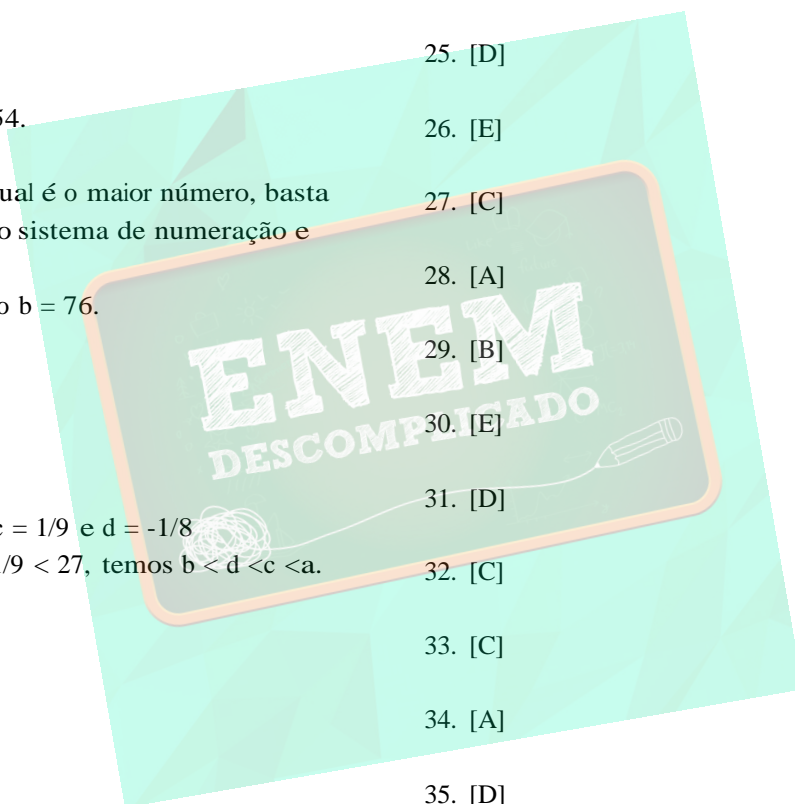 54.
ual é o maior número, basta
o sistema de numeração e
o b = 76.
c = 1/9 e d = -1/8
1/9 < 27, temos b < d <c <a.
25. [D]
26. [E]
27. [C]
28. [A]
29. [B]
30. [E]
31. [D]
32. [C]
33. [C]
34. [A]
35. [D]
ENEM
DESCOMPLICADO